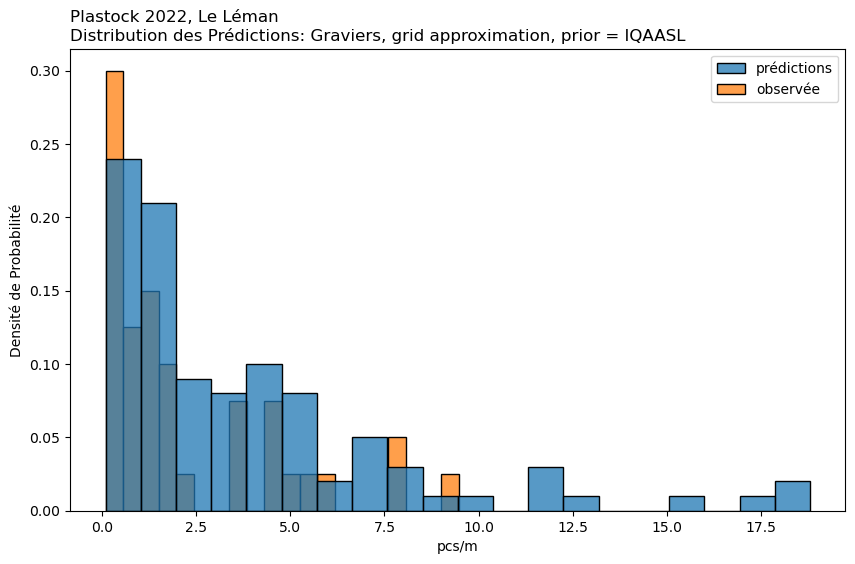 Plastock 2022, Le Léman
Distribution des Prédictions: Graviers, grid approximation, prior = IQAASL
prédictions
observée
Densité de Probabilité
0.30
0.25
0.20
0.15
0.10
0.05
0.00
0.0 2.5 5.0 7.5 10.0 12.5 15.0 17.5
pcs/m